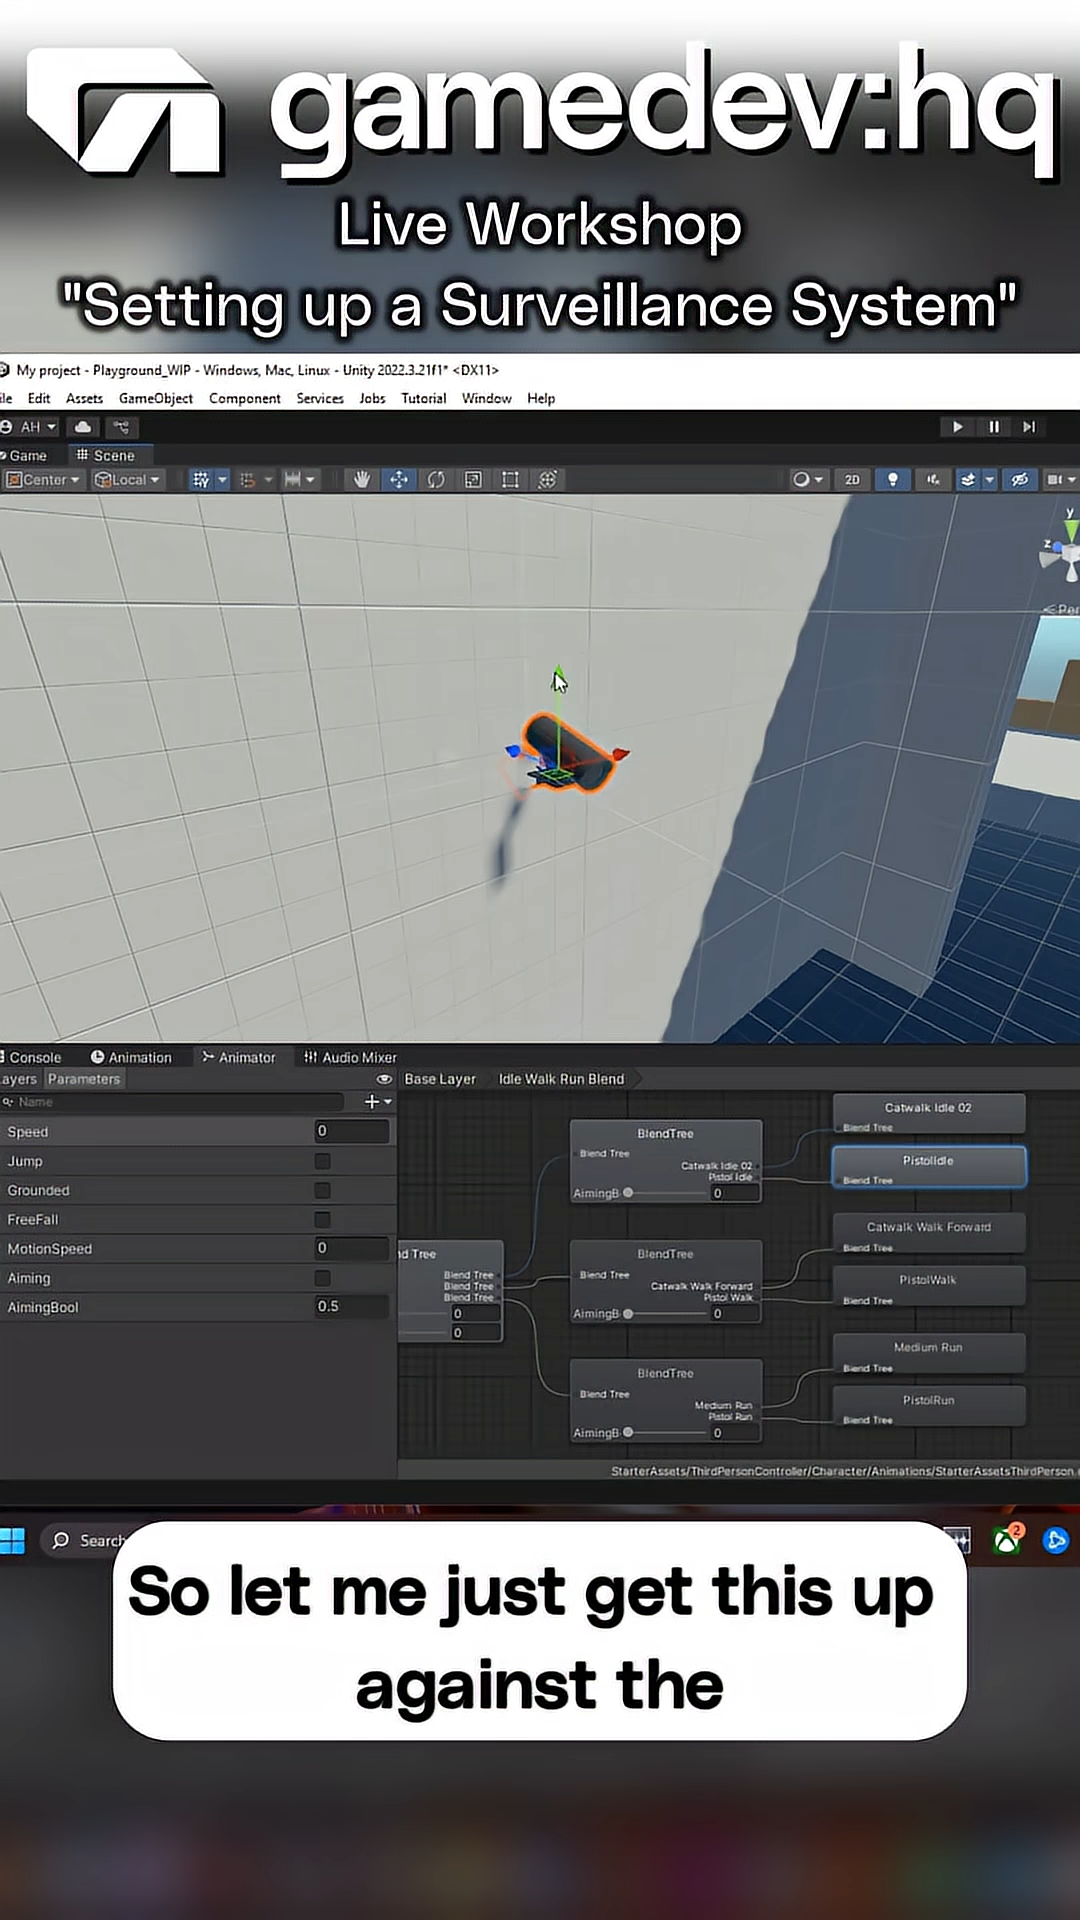 gamedev:hq
Live Workshop
"Setting up a Surveillance System"
My project - Playground_WIP - Windows, Mac, Linux - Unity 2022.3.21f1* <DX11>
Edit Assets GameObject Component Services Jobs Tutorial Window Help
AH
Game Scene
Center Local 2D
y
z
Console Animation Animator Audio Mixer
Parameters Base Layer Idle Walk Run Blend
Name
Catwalk Idle 02
Blend Tree
Speed 0
BlendTree
Blend Tree
Catwalk Idle 02
Pistol Idle
AimingB 0
PistolIdle
Blend Tree
Jump
Grounded
FreeFall
MotionSpeed 0
Aiming
AimingBool 0.5
Catwalk Walk Forward
Blend Tree
BlendTree
Blend Tree
Catwalk Walk Forward
Pistol Walk
AimingB 0
PistolWalk
Blend Tree
nd Tree
Blend Tree
Blend Tree
Blend Tree
0
0
Medium Run
Blend Tree
BlendTree
Blend Tree
Medium Run
Pistol Run
AimingB 0
PistolRun
Blend Tree
StarterAssets/ThirdPersonController/Character/Animations/StarterAssetsThirdPerson.
Search
2
So let me just get this up
against the